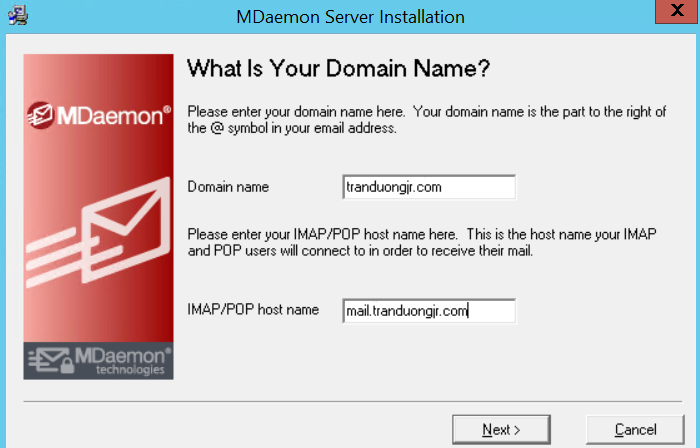 MDaemon Server Installation
X
MDaemon®
What Is Your Domain Name?
Please enter your domain name here. Your domain name is the part to the right of
the @ symbol in your email address.
Domain name
tranduongjr.com
Please enter your IMAP/POP host name here. This is the host name your IMAP
and POP users will connect to in order to receive their mail.
IMAP/POP host name
mail.tranduongjr.com
MDaemon®
technologies
Next >
Cancel